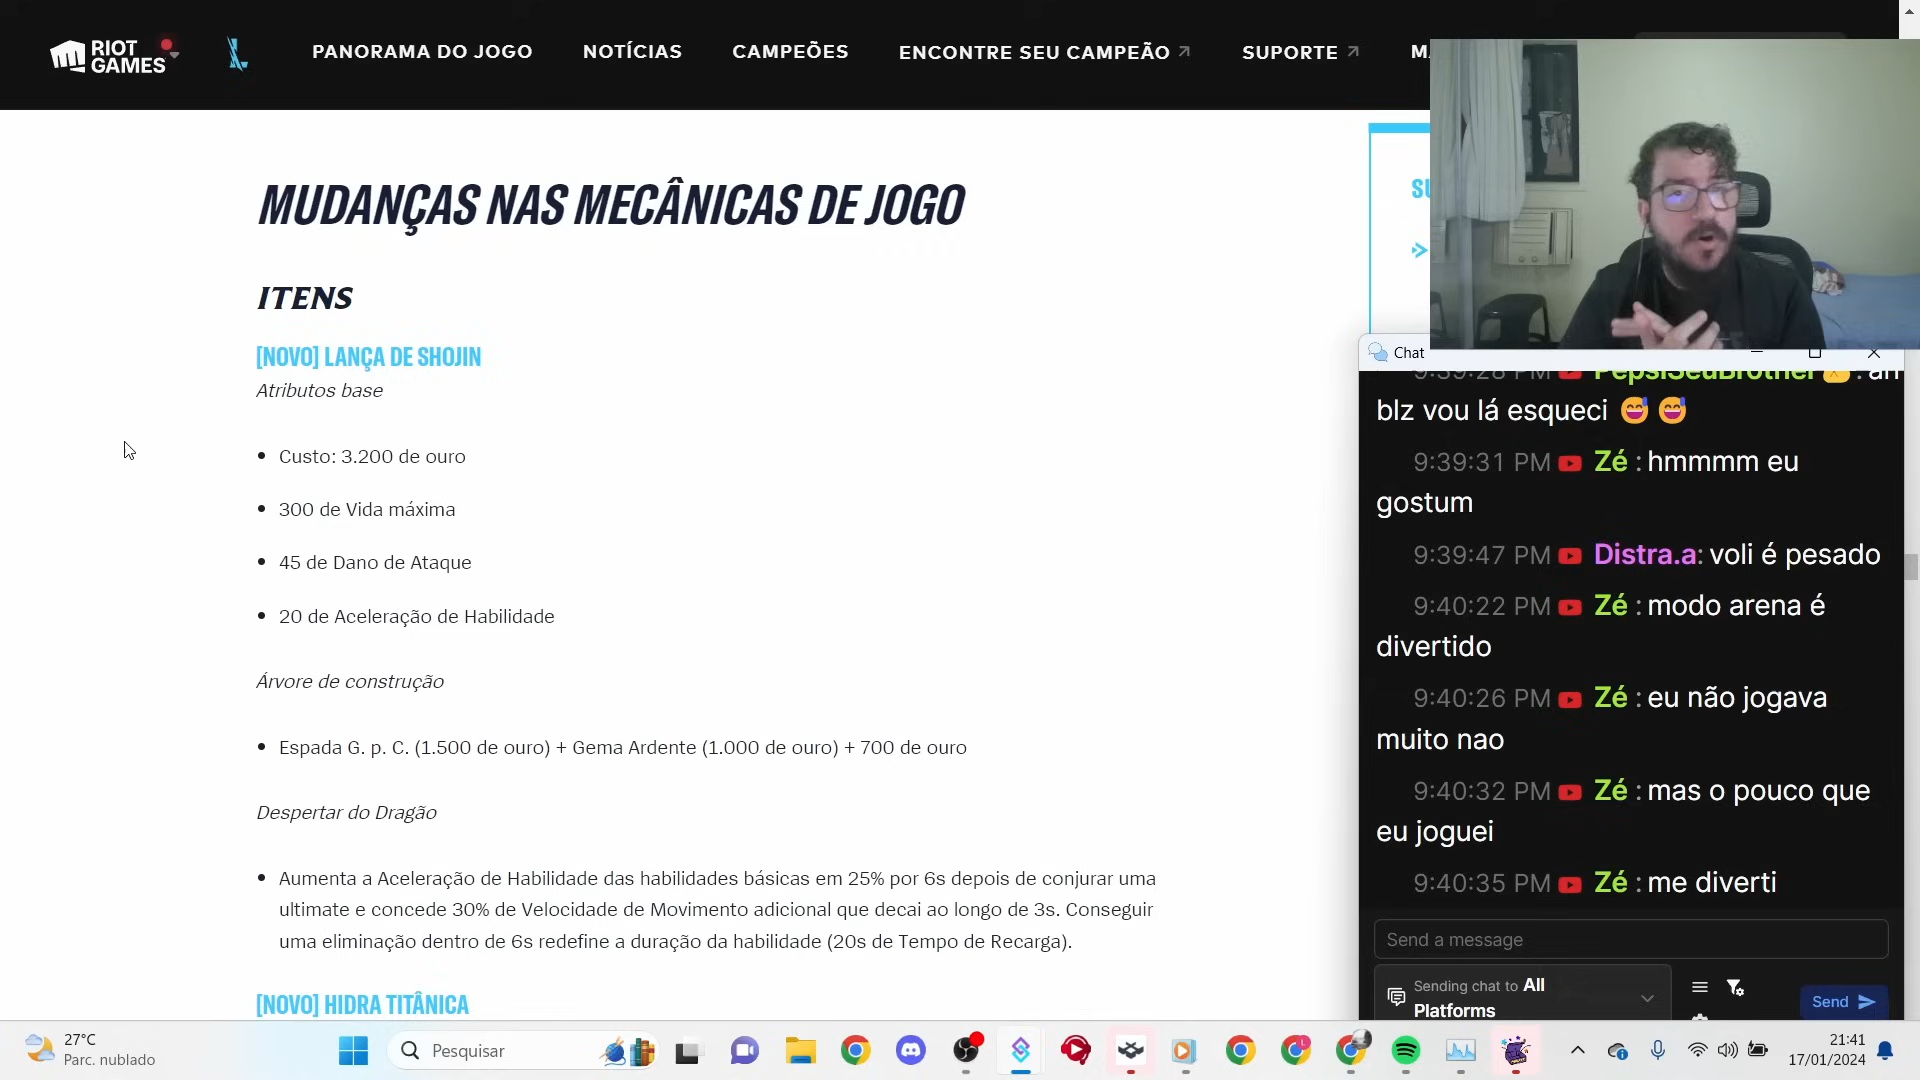 RIOT GAMES
PANORAMA DO JOGO
NOTÍCIAS
CAMPEÕES
ENCONTRE SEU CAMPEÃO
SUPORTE
MUDANÇAS NAS MECÂNICAS DE JOGO
ITENS
[NOVO] LANÇA DE SHOJIN
Atributos base
• Custo: 3.200 de ouro
• 300 de Vida máxima
• 45 de Dano de Ataque
• 20 de Aceleração de Habilidade
Árvore de construção
• Espada G. p. C. (1.500 de ouro) + Gema Ardente (1.000 de ouro) + 700 de ouro
Despertar do Dragão
• Aumenta a Aceleração de Habilidade das habilidades básicas em 25% por 6s depois de conjurar uma
ultimate e concede 30% de Velocidade de Movimento adicional que decai ao longo de 3s. Conseguir
uma eliminação dentro de 6s redefine a duração da habilidade (20s de Tempo de Recarga).
[NOVO] HIDRA TITÂNICA
Chat
9:39:28 PM PepsiSeuBrother : ah
blz vou lá esqueci 😅 😅
9:39:31 PM Zé : hmmmm eu
gostum
9:39:47 PM Distra.a: voli é pesado
9:40:22 PM Zé : modo arena é
divertido
9:40:26 PM Zé : eu não jogava
muito nao
9:40:32 PM Zé : mas o pouco que
eu joguei
9:40:35 PM Zé : me diverti
Send a message
Sending chat to All
Platforms
Send
27°C
Parc. nublado
Pesquisar
21:41
17/01/2024